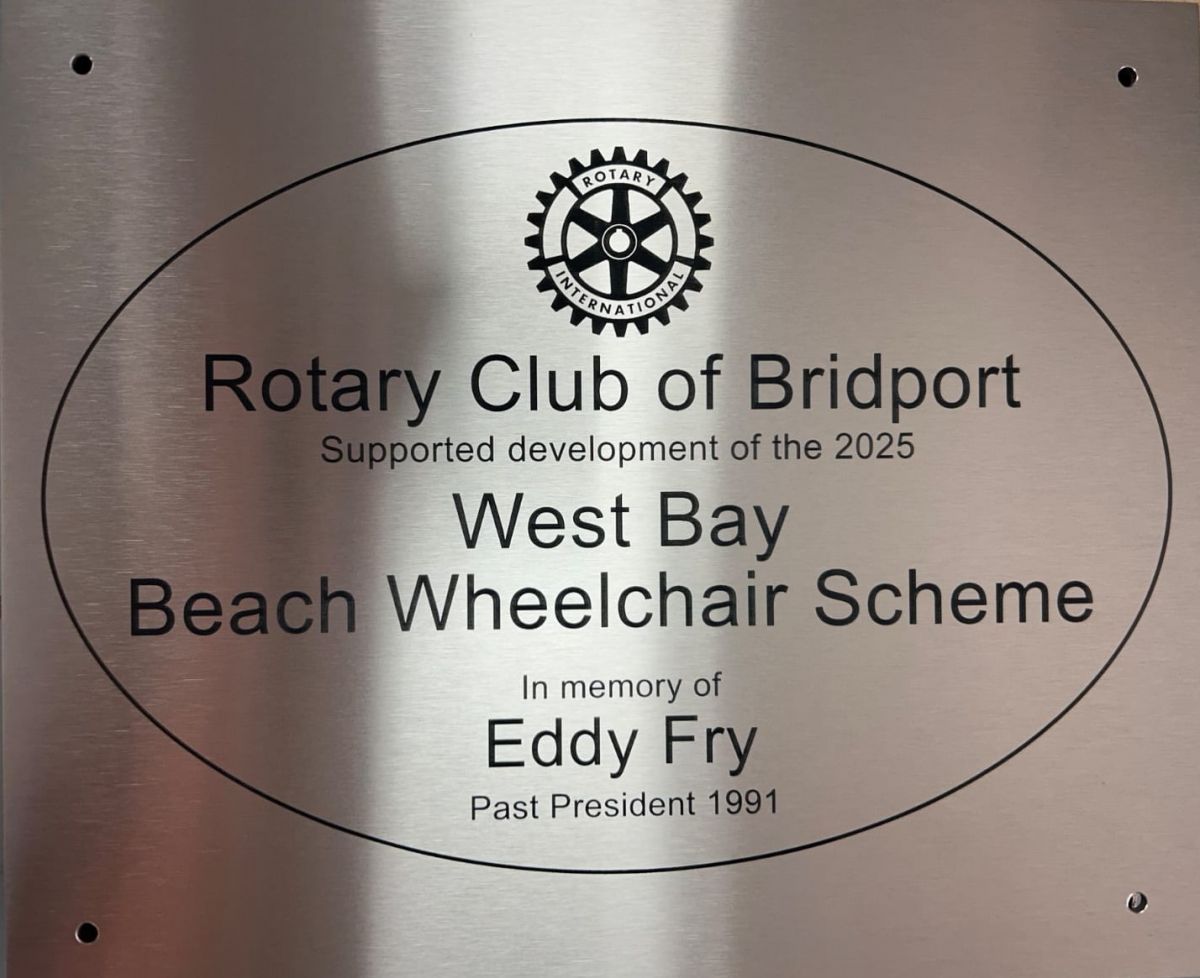 ROTARY
INTERNATIONAL
Rotary Club of Bridport
Supported development of the 2025
West Bay
Beach Wheelchair Scheme
In memory of
Eddy Fry
Past President 1991